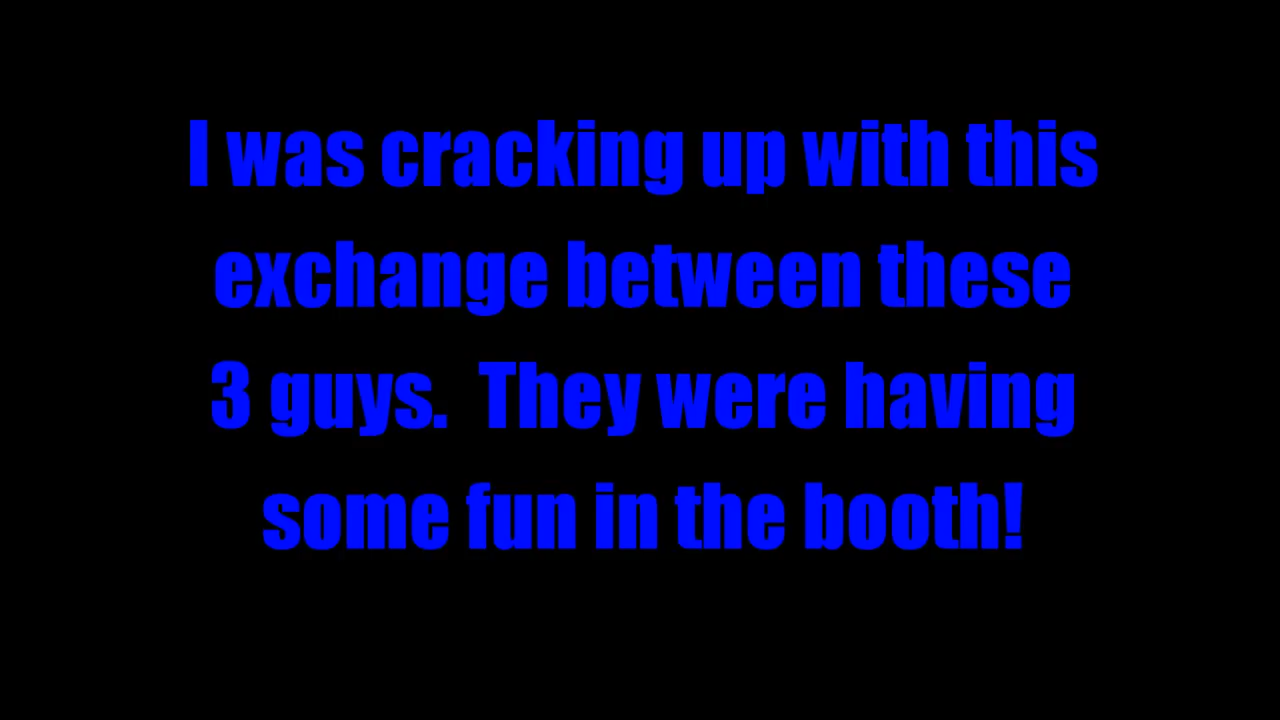 I was cracking up with this
exchange between these
3 guys.  They were having
some fun in the booth!